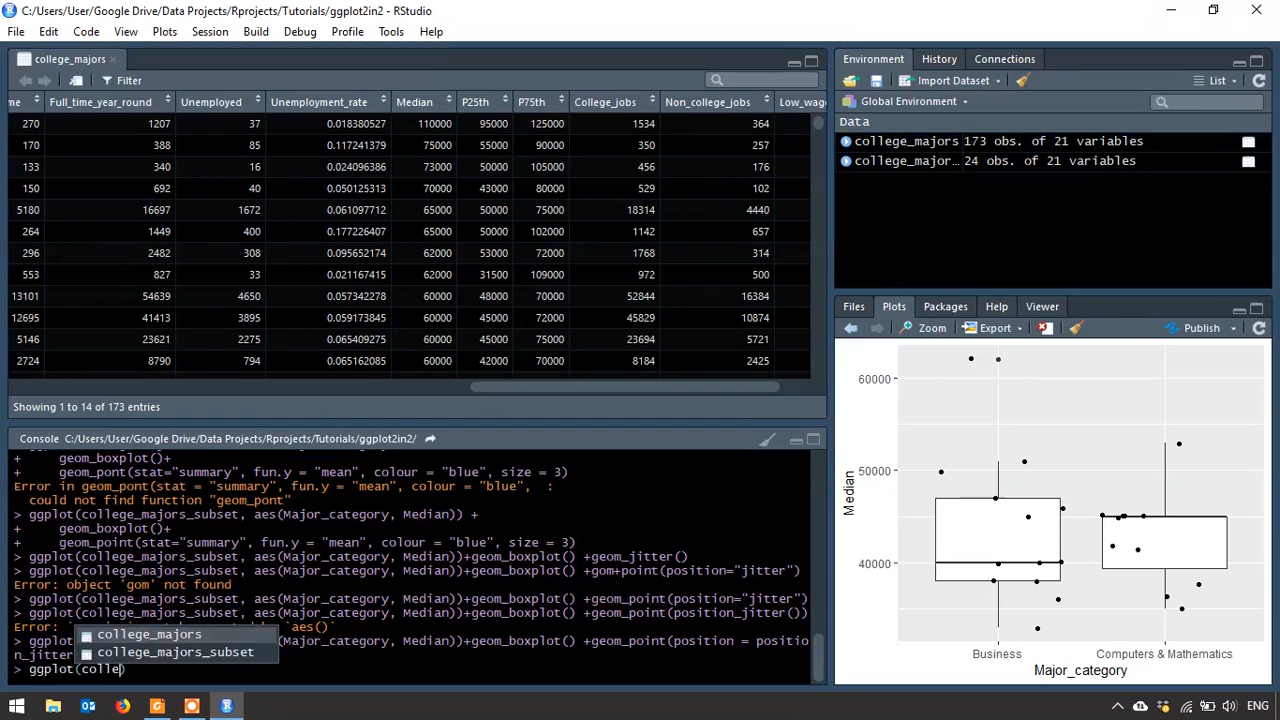 C:/Users/User/Google Drive/Data Projects/Rprojects/Tutorials/ggplot2in2 - RStudio
File Edit Code View Plots Session Build Debug Profile Tools Help
college_majors
Filter
me Full_time_year_round Unemployed Unemployment_rate Median P25th P75th College_jobs Non_college_jobs Low_wag
270 1207 37 0.018380527 110000 95000 125000 1534 364
170 388 85 0.117241379 75000 55000 90000 350 257
133 340 16 0.024096386 73000 50000 105000 456 176
150 692 40 0.050125313 70000 43000 80000 529 102
5180 16697 1672 0.061097712 65000 50000 75000 18314 4440
264 1449 400 0.177226407 65000 50000 102000 1142 657
296 2482 308 0.095652174 62000 53000 72000 1768 314
553 827 33 0.021167415 62000 31500 109000 972 500
13101 54639 4650 0.057342278 60000 48000 70000 52844 16384
12695 41413 3895 0.059173845 60000 45000 72000 45829 10874
5146 23621 2275 0.065409275 60000 45000 75000 23694 5721
2724 8790 794 0.065162085 60000 42000 70000 8184 2425
Showing 1 to 14 of 173 entries
Console C:/Users/User/Google Drive/Data Projects/Rprojects/Tutorials/ggplot2in2/
+ geom_boxplot()+
+ geom_pont(stat="summary", fun.y = "mean", colour = "blue", size = 3)
Error in geom_pont(stat = "summary", fun.y = "mean", colour = "blue", :
could not find function "geom_pont"
> ggplot(college_majors_subset, aes(Major_category, Median)) +
+ geom_boxplot()+
+ geom_point(stat="summary", fun.y = "mean", colour = "blue", size = 3)
> ggplot(college_majors_subset, aes(Major_category, Median))+geom_boxplot() +geom_jitter()
> ggplot(college_majors_subset, aes(Major_category, Median))+geom_boxplot() +gom+point(position="jitter")
Error: object 'gom' not found
> ggplot(college_majors_subset, aes(Major_category, Median))+geom_boxplot() +geom_point(position="jitter")
> ggplot(college_majors_subset, aes(Major_category, Median))+geom_boxplot() +geom_point(position_jitter())
Error: `aes()`
> ggplot Major_category, Median))+geom_boxplot() +geom_point(position = positio
n_jitter
college_majors
college_majors_subset
> ggplot(colle)
Environment History Connections
Import Dataset List
Global Environment
Data
college_majors 173 obs. of 21 variables
college_major… 24 obs. of 21 variables
Files Plots Packages Help Viewer
Zoom Export Publish
60000
50000
40000
Median
Business Computers & Mathematics
Major_category
ENG